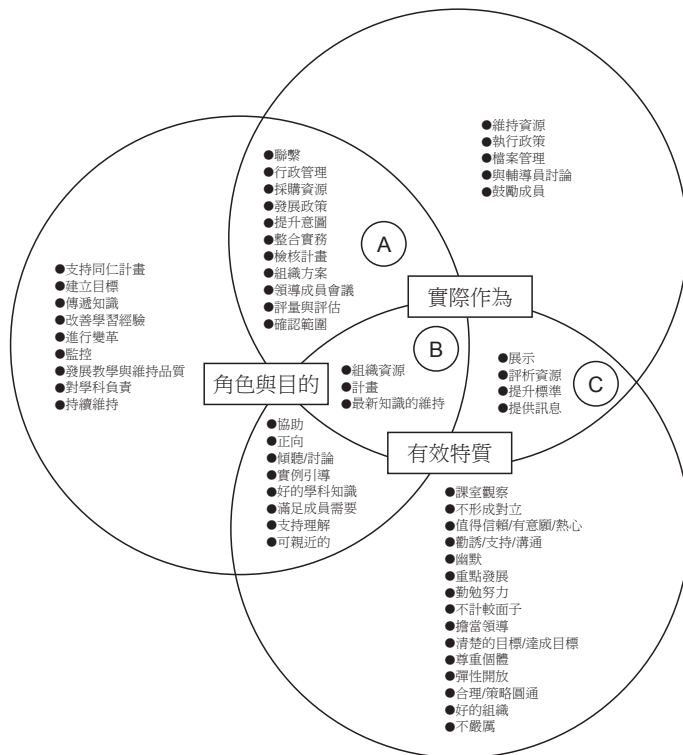 ●維持資源
●執行政策
●檔案管理
●與輔導員討論
●鼓勵成員
●聯繫
●行政管理
●採購資源
●發展政策
●提升意圖
●整合實務
●檢核計畫
●組織方案
●領導成員會議
●評量與評估
●確認範圍
A
●支持同仁計畫
●建立目標
●傳遞知識
●改善學習經驗
●進行變革
●監控
●發展教學與維持品質
●對學科負責
●持續維持
實際作為
B
●組織資源
●計畫
●最新知識的維持
●展示
●評析資源
●提升標準
●提供訊息
C
角色與目的
●協助
●正向
●傾聽/討論
●實例引導
●好的學科知識
●滿足成員需要
●支持理解
●可親近的
有效特質
●課室觀察
●不形成對立
●值得信賴/有意願/熱心
●勸誘/支持/溝通
●幽默
●重點發展
●勤勉努力
●不計較面子
●擔當領導
●清楚的目標/達成目標
●尊重個體
●彈性開放
●合理/策略圓通
●好的組織
●不嚴厲